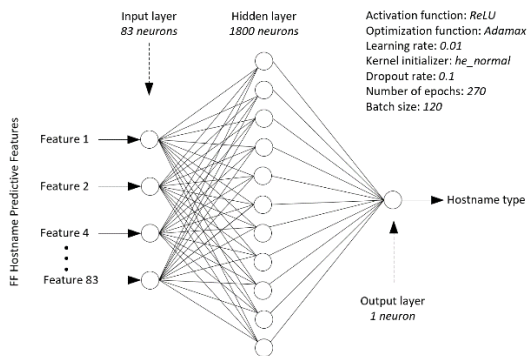 Input layer
83 neurons
Hidden layer
1800 neurons
Activation function: ReLU
Optimization function: Adamax
Learning rate: 0.01
Kernel initializer: he_normal
Dropout rate: 0.1
Number of epochs: 270
Batch size: 120
FF Hostname Predictive Features
Feature 1
Feature 2
Feature 4
Feature 83
Hostname type
Output layer
1 neuron